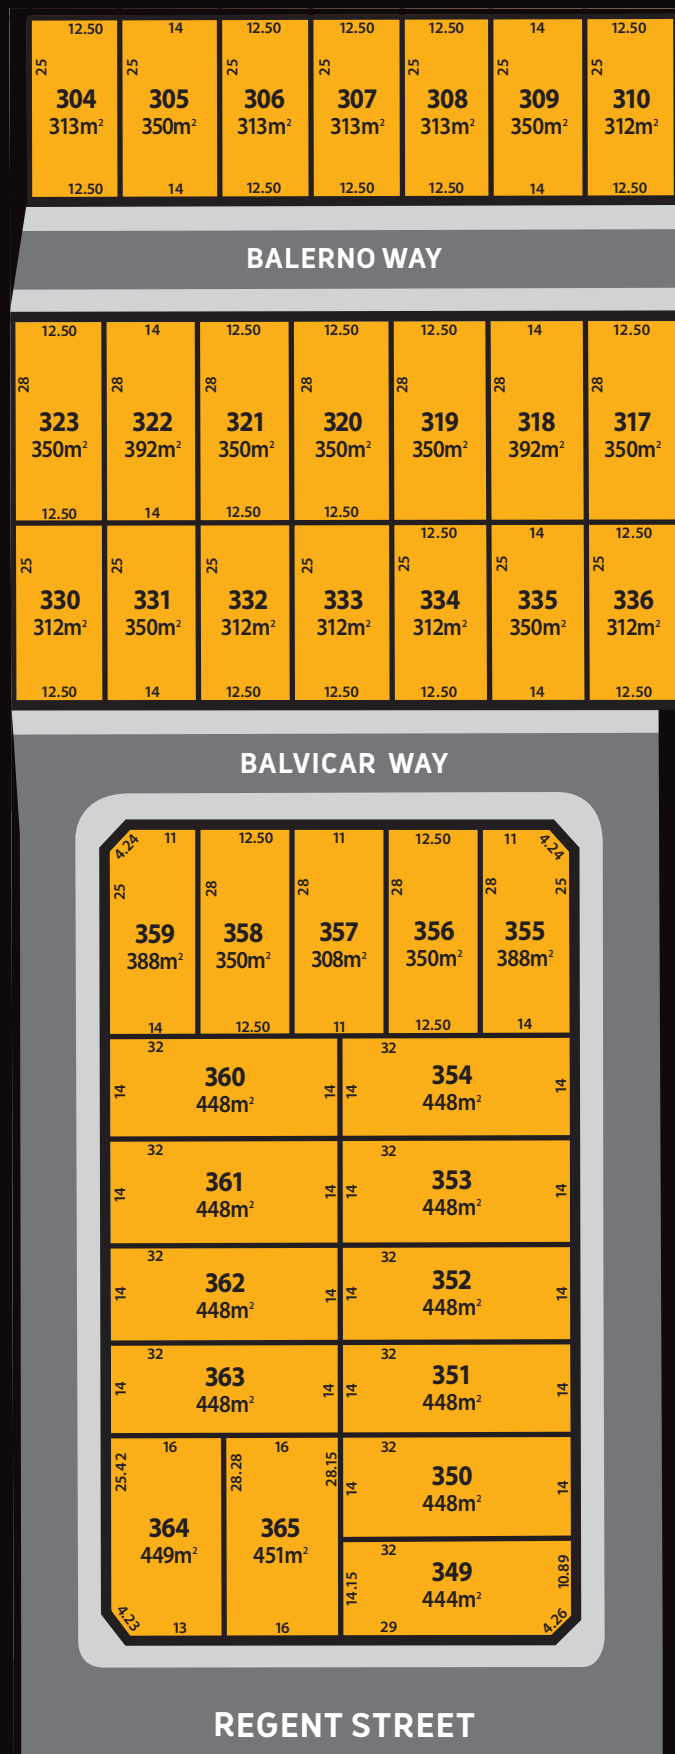 12.50 14 12.50 12.50 12.50 14 12.50
25 25 25 25 25 25 25
304 305 306 307 308 309 310
313m² 350m² 313m² 313m² 313m² 350m² 312m²
12.50 14 12.50 12.50 12.50 14 12.50
BALERNO WAY
12.50 14 12.50 12.50 12.50 14 12.50
28 28 28 28 28 28 28
323 322 321 320 319 318 317
350m² 392m² 350m² 350m² 350m² 392m² 350m²
12.50 14 12.50 12.50
12.50 14 12.50
25 25 25 25 25 25 25
330 331 332 333 334 335 336
312m² 350m² 312m² 312m² 312m² 350m² 312m²
12.50 14 12.50 12.50 12.50 14 12.50
BALVICAR WAY
4.24 11 12.50 11 12.50 11 4.24
25 28 28 28 28 25
359 358 357 356 355
388m² 350m² 308m² 350m² 388m²
14 12.50 11 12.50 14
32 32
14 360 14 14 354 14
448m² 448m²
32 32
14 361 14 14 353 14
448m² 448m²
32 32
14 362 14 14 352 14
448m² 448m²
32 32
14 363 14 14 351 14
448m² 448m²
16 16 32
25.42 28.28 28.15 14 350 14
448m²
364 365
449m² 451m²
32
14.15 349 10.89
444m²
4.23 13 16 29 4.26
REGENT STREET